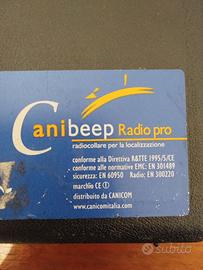 Canibeep Radio pro
radiocollare per la localizzazione
conforme alla Direttiva R&TTE 1995/5/CE
conforme alle normative EMC: EN 301489
sicurezza: EN 60950 Radio: EN 300220
marchio CE
distribuito da CANICOM
www.canicomitalia.com
subito